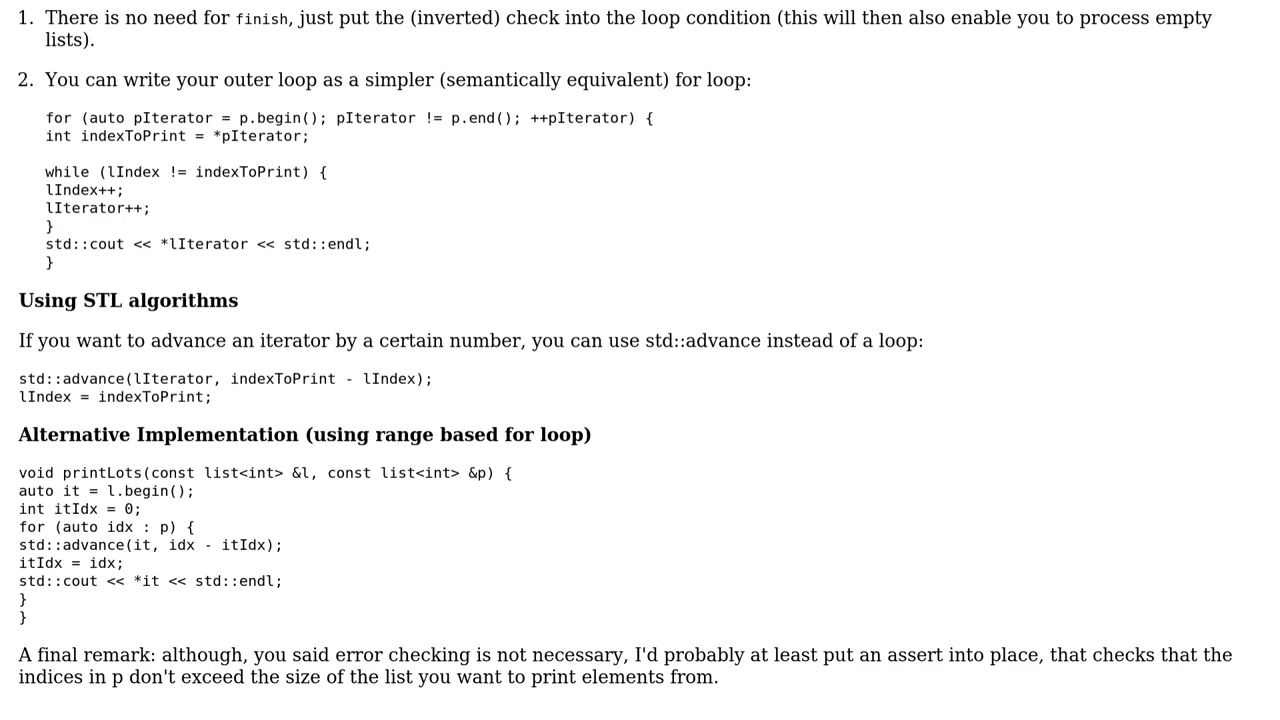 1. There is no need for finish, just put the (inverted) check into the loop condition (this will then also enable you to process empty
lists).
2. You can write your outer loop as a simpler (semantically equivalent) for loop:
for (auto pIterator = p.begin(); pIterator != p.end(); ++pIterator) {
int indexToPrint = *pIterator;
while (lIndex != indexToPrint) {
lIndex++;
lIterator++;
}
std::cout << *lIterator << std::endl;
}
Using STL algorithms
If you want to advance an iterator by a certain number, you can use std::advance instead of a loop:
std::advance(lIterator, indexToPrint - lIndex);
lIndex = indexToPrint;
Alternative Implementation (using range based for loop)
void printLots(const list<int> &l, const list<int> &p) {
auto it = l.begin();
int itIdx = 0;
for (auto idx : p) {
std::advance(it, idx - itIdx);
itIdx = idx;
std::cout << *it << std::endl;
}
}
A final remark: although, you said error checking is not necessary, I'd probably at least put an assert into place, that checks that the
indices in p don't exceed the size of the list you want to print elements from.